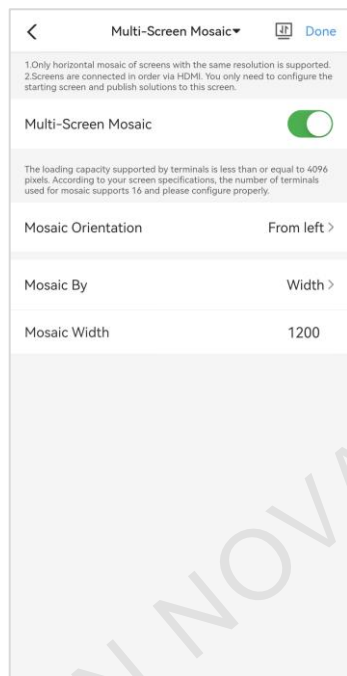 Multi-Screen Mosaic Done
1.Only horizontal mosaic of screens with the same resolution is supported.
2.Screens are connected in order via HDMI. You only need to configure the
starting screen and publish solutions to this screen.
Multi-Screen Mosaic
The loading capacity supported by terminals is less than or equal to 4096
pixels. According to your screen specifications, the number of terminals
used for mosaic supports 16 and please configure properly.
Mosaic Orientation From left
Mosaic By Width
Mosaic Width 1200
N NOVA